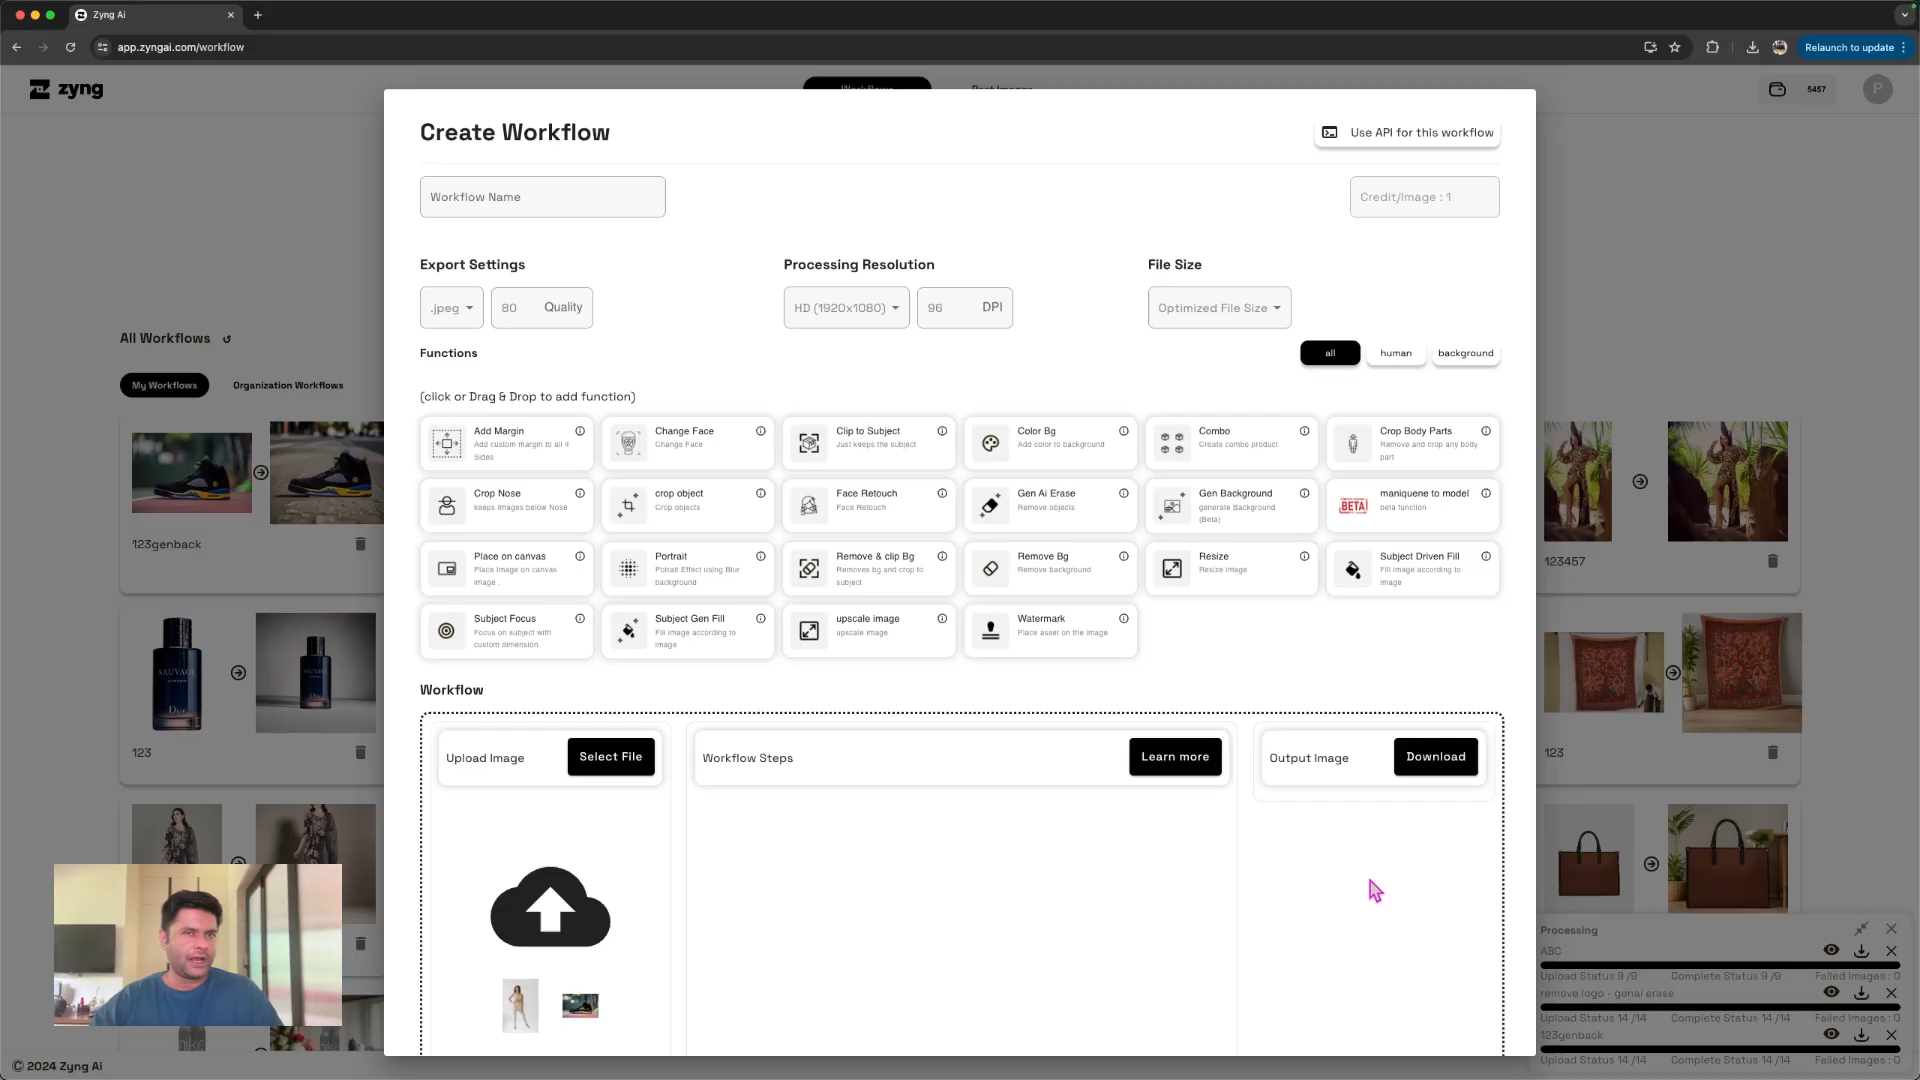 Zyng Ai
app.zyngai.com/workflow
Relaunch to update
zyng
5457
P
Create Workflow
Use API for this workflow
Workflow Name
Credit/Image : 1
Export Settings
Processing Resolution
File Size
.jpeg
80
Quality
HD (1920x1080)
96
DPI
Optimized File Size
Functions
all
human
background
(click or Drag & Drop to add function)
Add Margin
Add custom margin to all 4
Sides
Change Face
Change Face
Clip to Subject
Just keeps the subject
Color Bg
Add color to background
Combo
Create combo product
Crop Body Parts
Remove and crop any body
part
Crop Nose
keeps Images below Nose
crop object
Crop objects
Face Retouch
Face Retouch
Gen Ai Erase
Remove objects
Gen Background
generate Background
(Beta)
BETA
maniquene to model
beta function
Place on canvas
Place Image on canvas
image .
Portrait
Potrait Effect using Blur
background
Remove & clip Bg
Removes bg and crop to
subject
Remove Bg
Remove background
Resize
Resize image
Subject Driven Fill
Fill image according to
image
Subject Focus
Focus on subject with
custom dimension
Subject Gen Fill
Fill image according to
image
upscale image
upscale image
Watermark
Place asset on the image
Workflow
Upload Image
Select File
Workflow Steps
Learn more
Output Image
Download
All Workflows
My Workflows
Organization Workflows
123genback
SAUVAGE
Dior
123
nike
123457
123
Processing
ABC
Upload Status 9 /9
Complete Status 9 /9
Failed Images : 0
remove logo - genial erase
Upload Status 14 /14
Complete Status 14 /14
Failed Images : 0
123genback
Upload Status 14 /14
Complete Status 14 /14
Failed Images : 0
© 2024 Zyng Ai